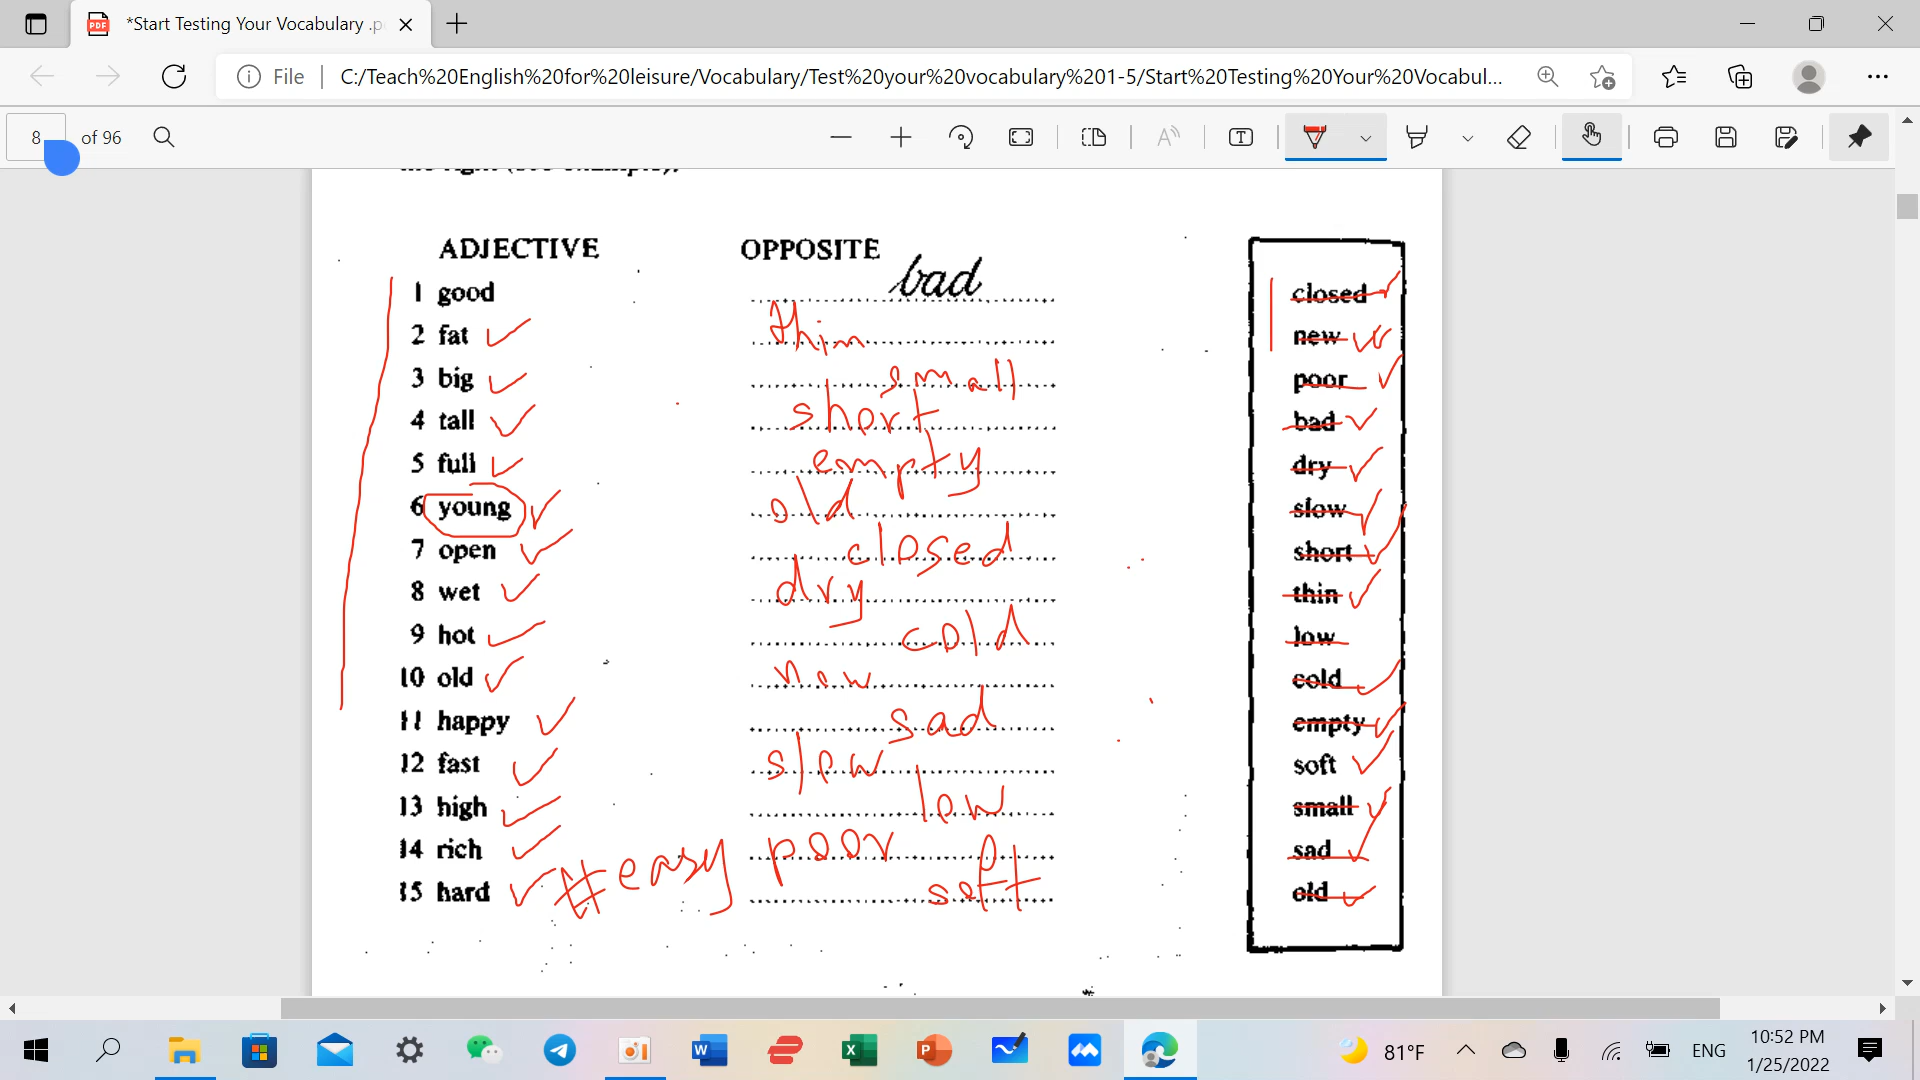 *Start Testing Your Vocabulary .p
File
C:/Teach%20English%20for%20leisure/Vocabulary/Test%20your%20vocabulary%201-5/Start%20Testing%20Your%20Vocabul...
8 of 96
ADJECTIVE OPPOSITE
1 good bad closed
2 fat thin new
3 big small poor
4 tall short bad
5 full empty dry
6 young old slow
7 open closed short
8 wet dry thin
9 hot cold low
10 old new cold
11 happy sad empty
12 fast slow soft
13 high low small
14 rich poor sad
15 hard ≠ easy soft old
81°F
ENG
10:52 PM
1/25/2022